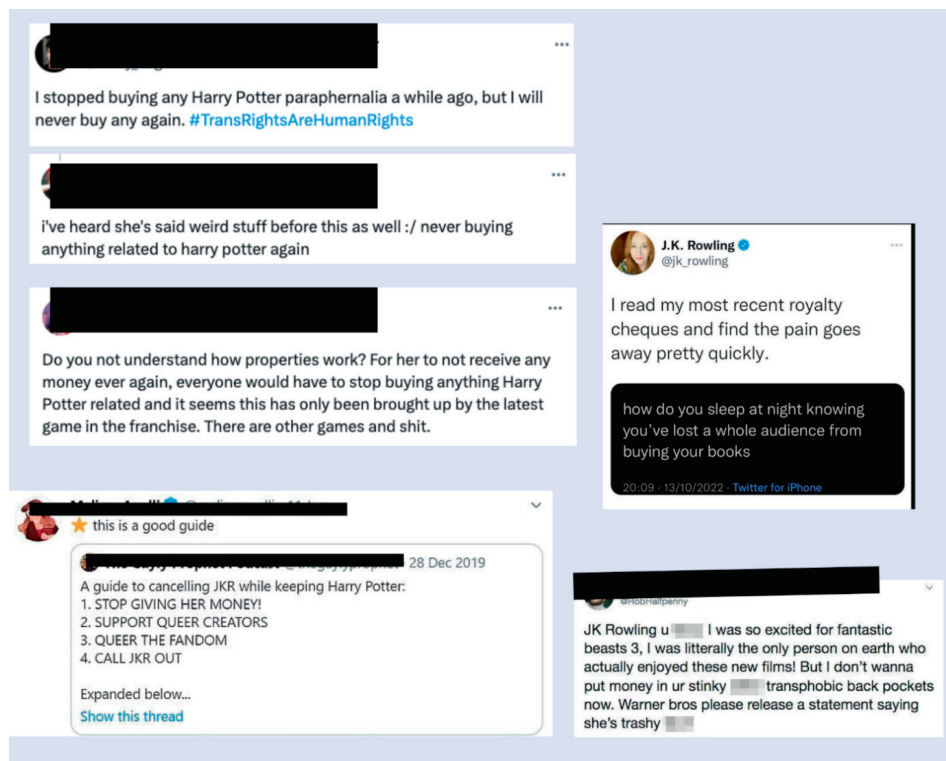 I stopped buying any Harry Potter paraphernalia a while ago, but I will
never buy any again. #TransRightsAreHumanRights
i've heard she's said weird stuff before this as well :/ never buying
anything related to harry potter again
Do you not understand how properties work? For her to not receive any
money ever again, everyone would have to stop buying anything Harry
Potter related and it seems this has only been brought up by the latest
game in the franchise. There are other games and shit.
J.K. Rowling
@jk_rowling
I read my most recent royalty
cheques and find the pain goes
away pretty quickly.
how do you sleep at night knowing
you've lost a whole audience from
buying your books
20:09 · 13/10/2022 · Twitter for iPhone
this is a good guide
28 Dec 2019
A guide to cancelling JKR while keeping Harry Potter:
1. STOP GIVING HER MONEY!
2. SUPPORT QUEER CREATORS
3. QUEER THE FANDOM
4. CALL JKR OUT
Expanded below...
Show this thread
JK Rowling u I was so excited for fantastic
beasts 3, I was litterally the only person on earth who
actually enjoyed these new films! But I don't wanna
put money in ur stinky transphobic back pockets
now. Warner bros please release a statement saying
she's trashy